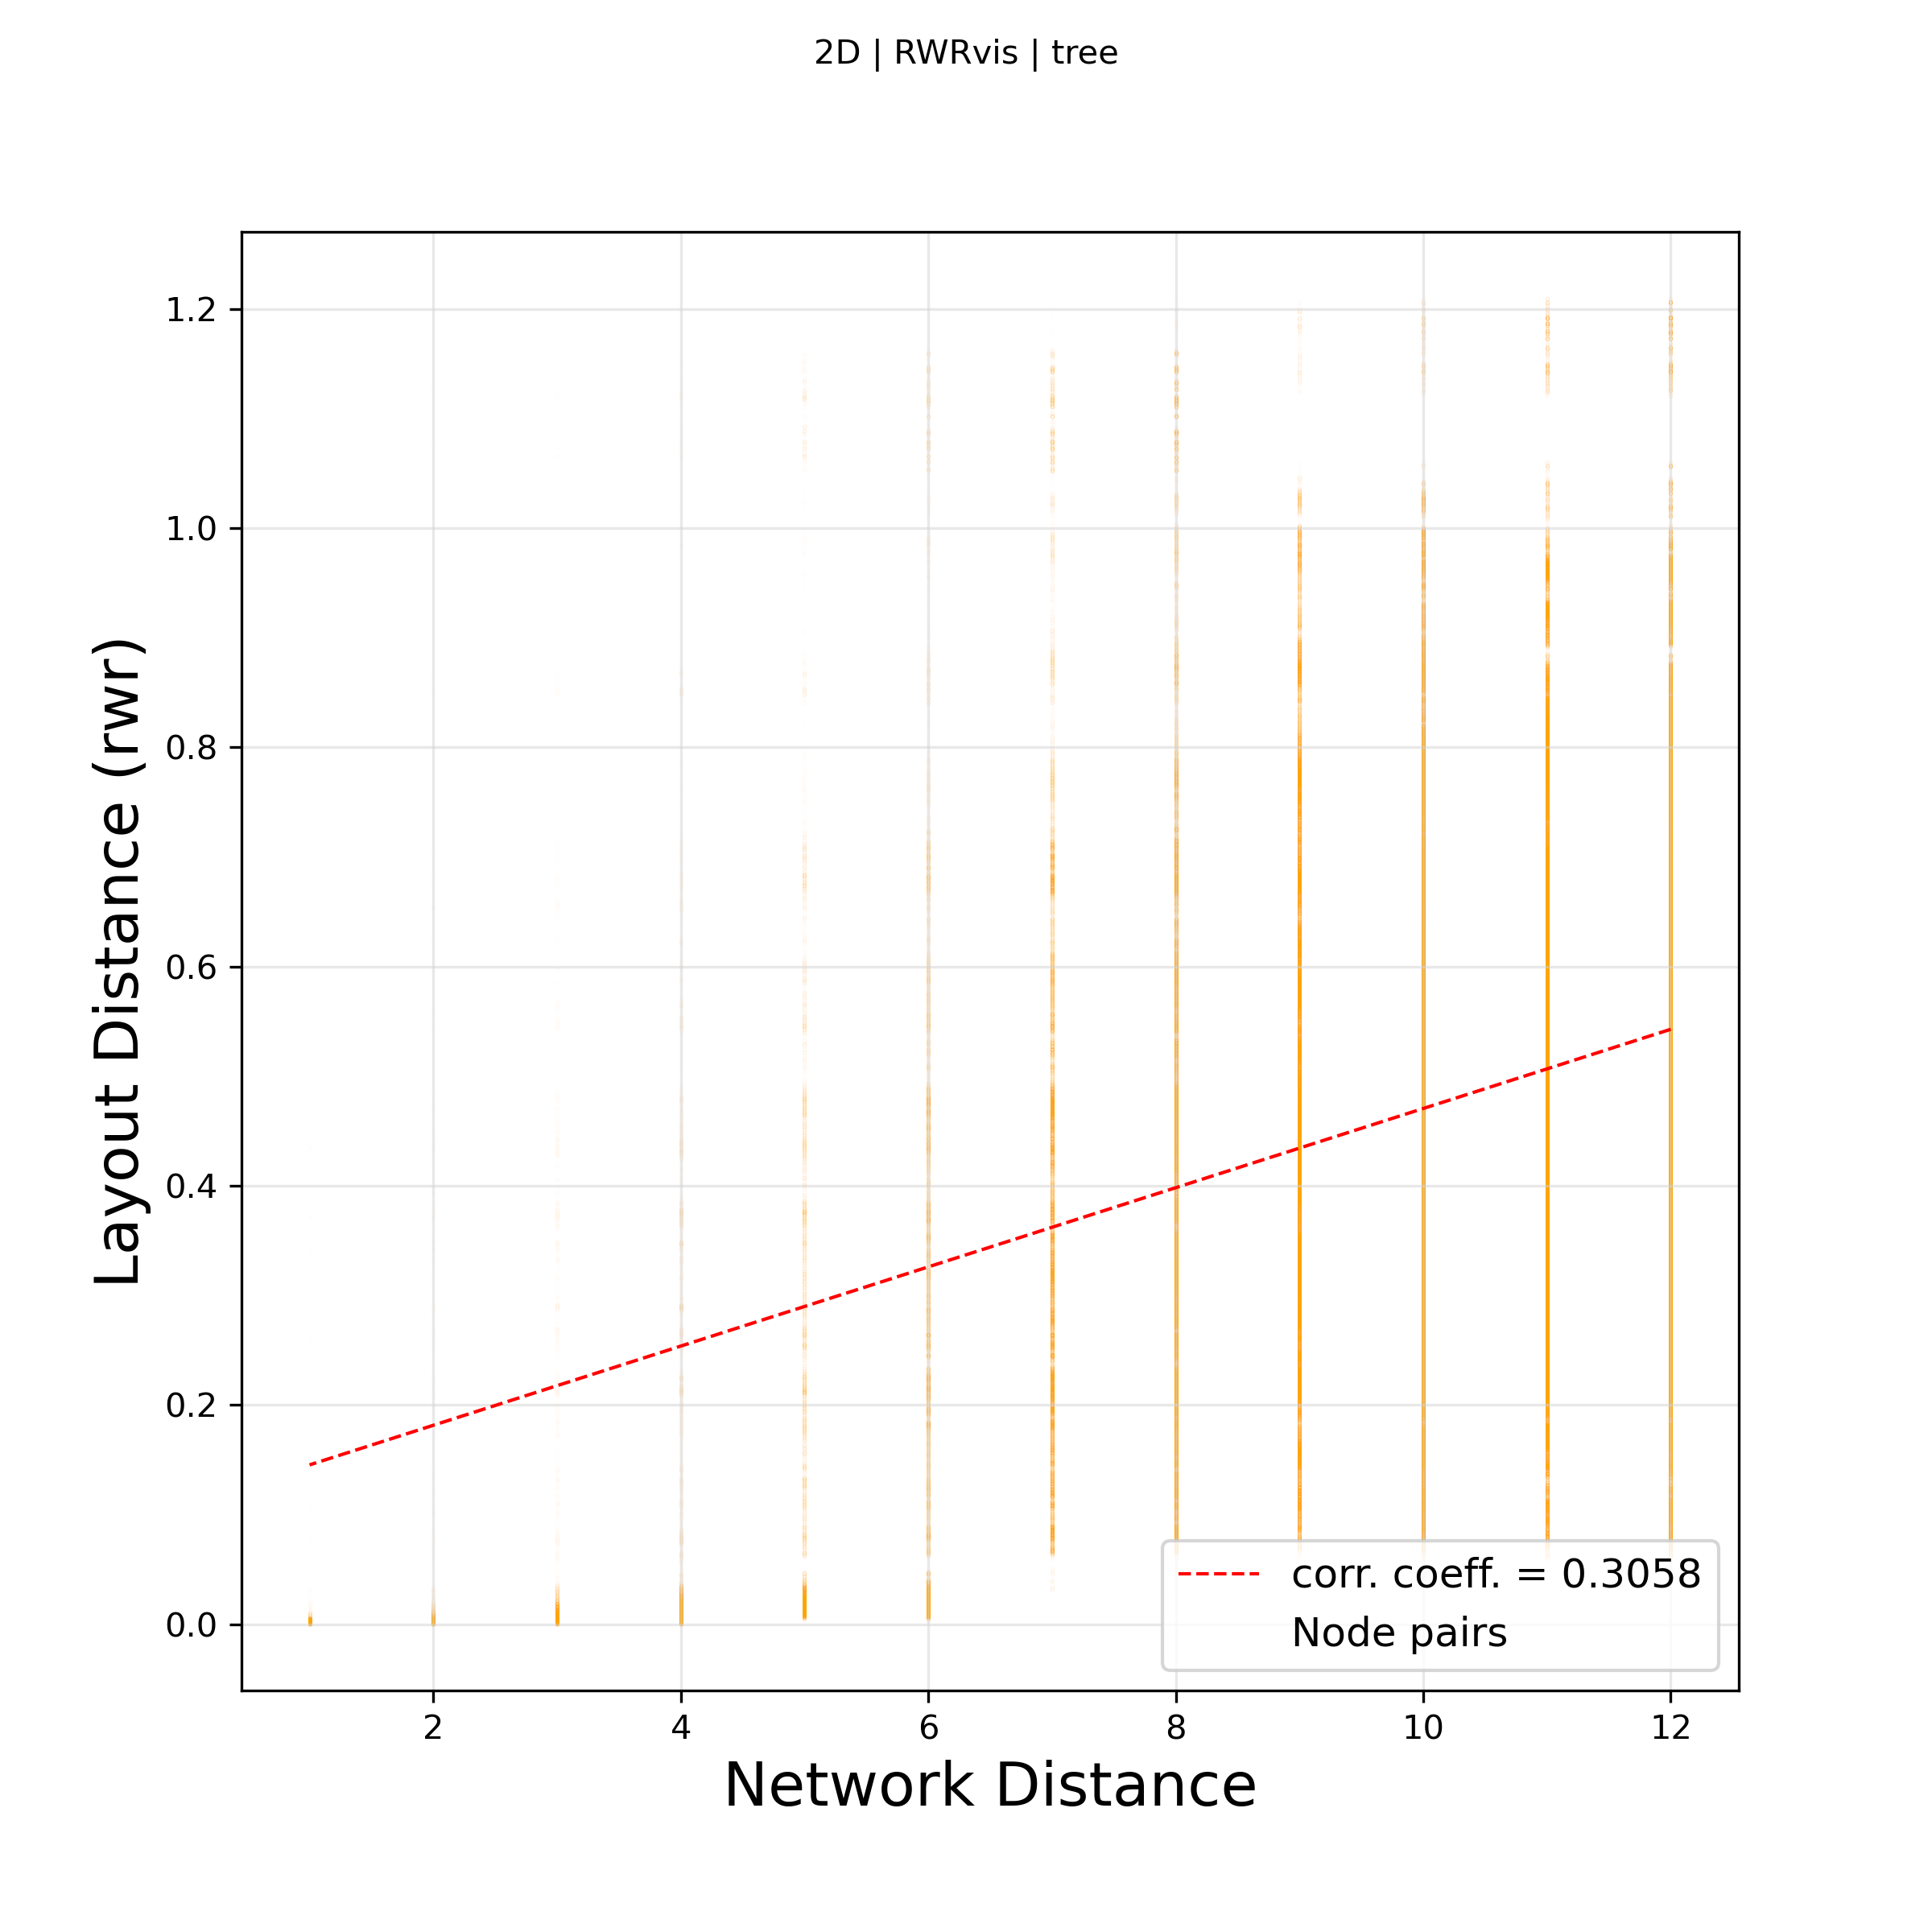 2D | RWRvis | tree
Layout Distance (rwr)
1.2
1.0
0.8
0.6
0.4
0.2
0.0
corr. coeff. = 0.3058
Node pairs
2 4 6 8 10 12
Network Distance